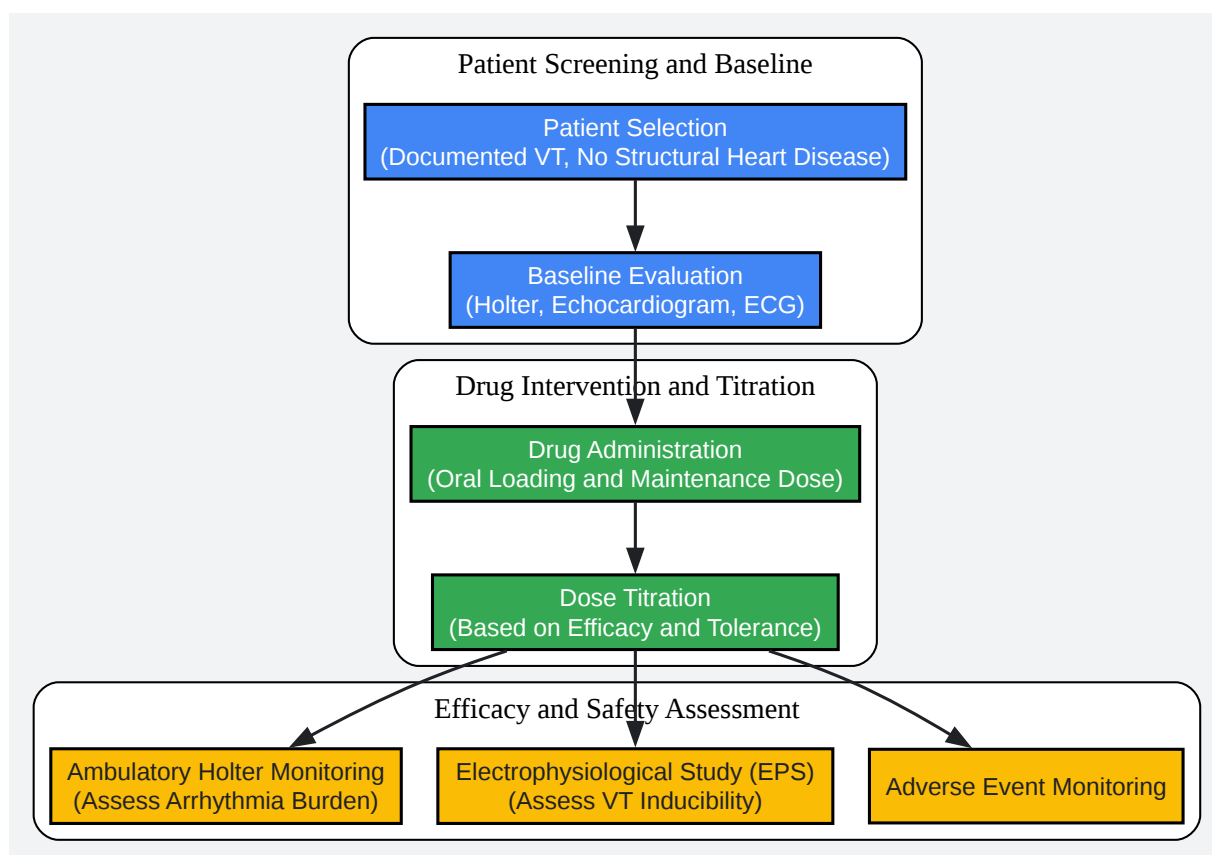 Patient Screening and Baseline
Patient Selection
(Documented VT, No Structural Heart Disease)
Baseline Evaluation
(Holter, Echocardiogram, ECG)
Drug Intervention and Titration
Drug Administration
(Oral Loading and Maintenance Dose)
Dose Titration
(Based on Efficacy and Tolerance)
Efficacy and Safety Assessment
Ambulatory Holter Monitoring
(Assess Arrhythmia Burden)
Electrophysiological Study (EPS)
(Assess VT Inducibility)
Adverse Event Monitoring